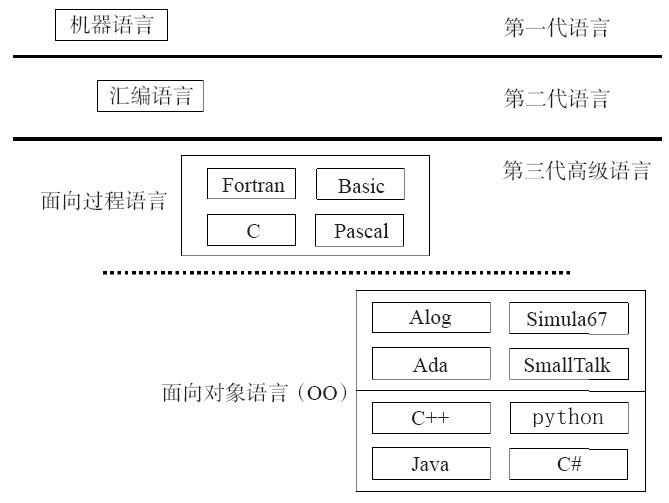 机器语言 第一代语言
汇编语言 第二代语言
第三代高级语言
面向过程语言
Fortran Basic
C Pascal
Alog Simula67
Ada SmallTalk
面向对象语言（OO）
C++ python
Java C#